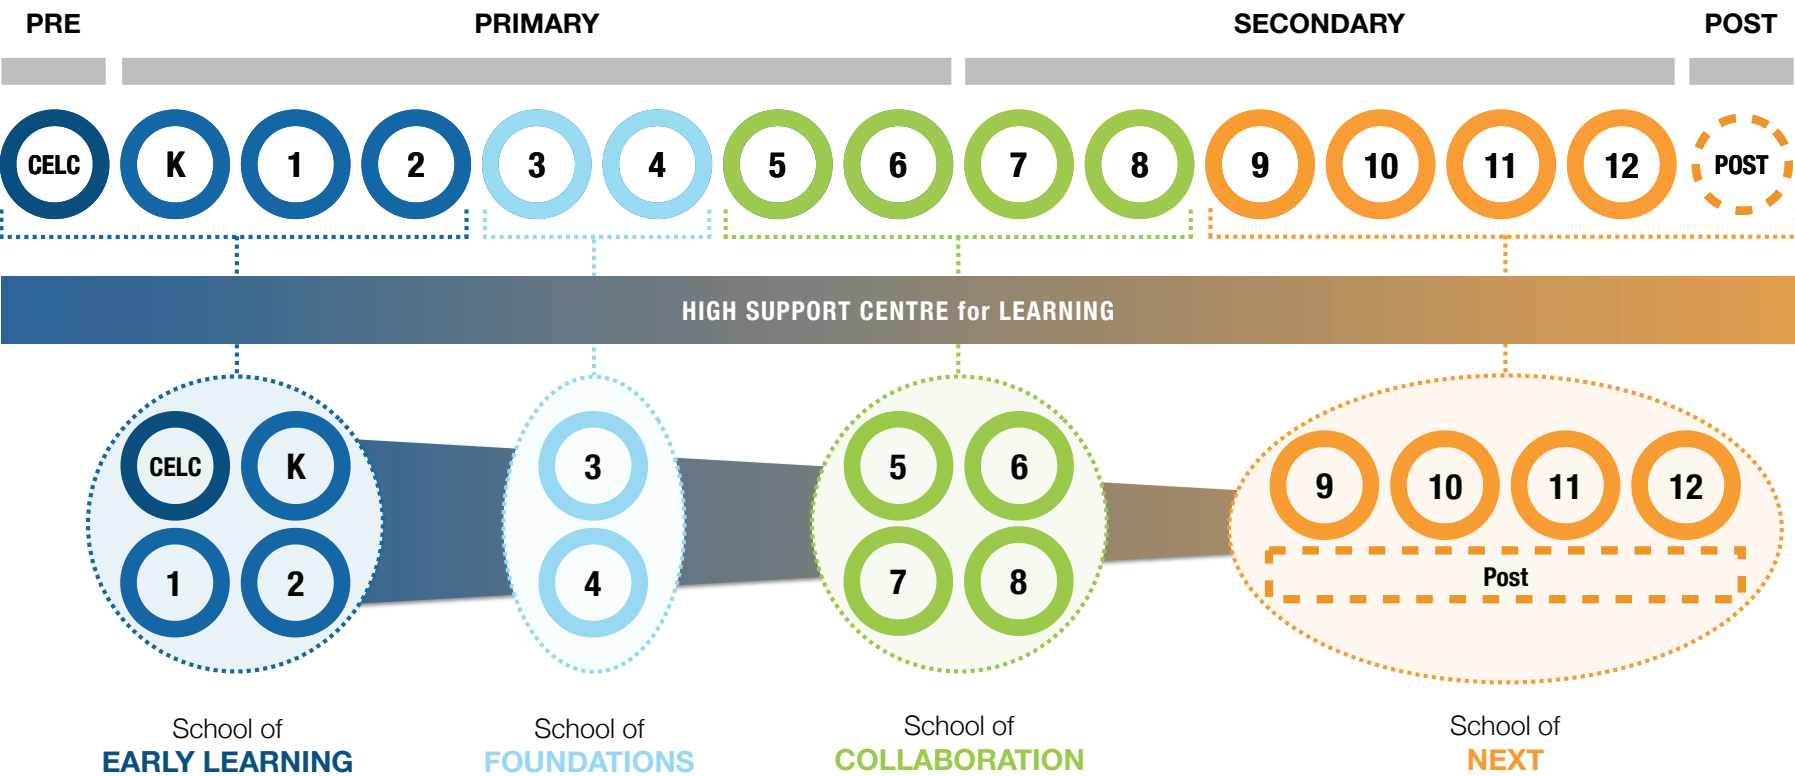 PRE PRIMARY SECONDARY POST
CELC K 1 2 3 4 5 6 7 8 9 10 11 12 POST
HIGH SUPPORT CENTRE for LEARNING
CELC K
1 2
3
4
5 6
7 8
9 10 11 12
Post
School of
EARLY LEARNING
School of
FOUNDATIONS
School of
COLLABORATION
School of
NEXT